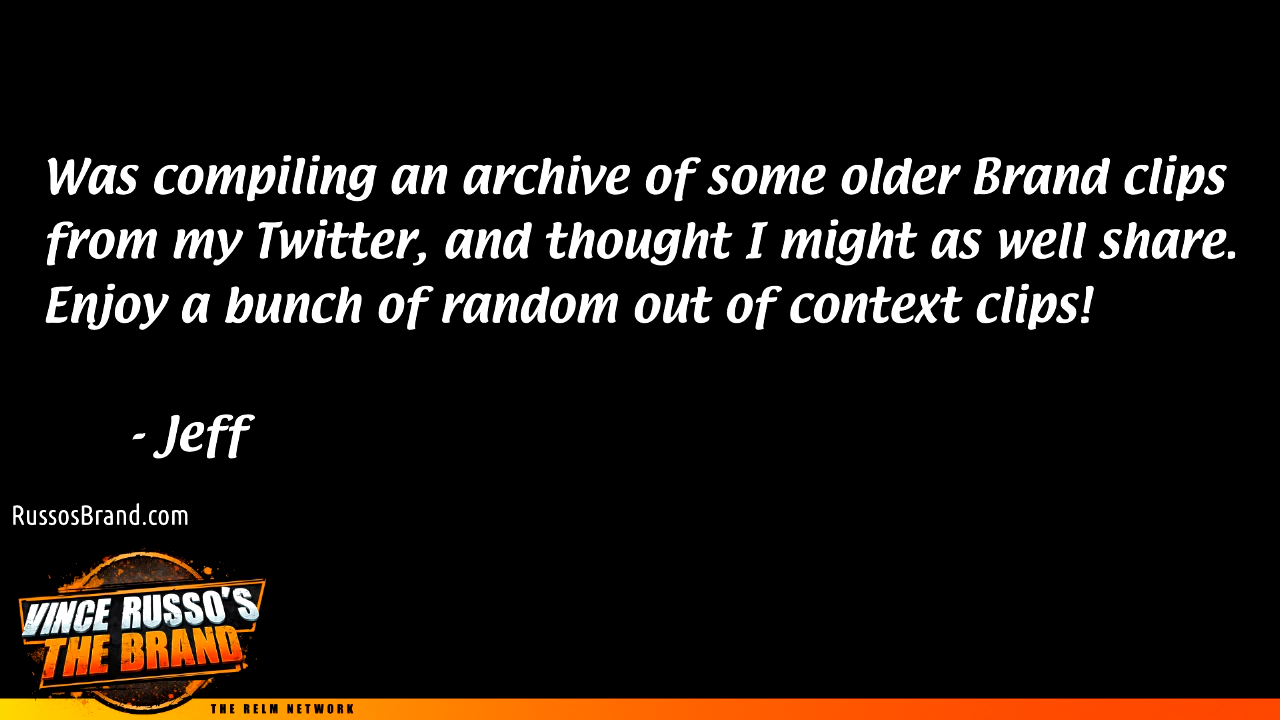 Was compiling an archive of some older Brand clips
from my Twitter, and thought I might as well share.
Enjoy a bunch of random out of context clips!
- Jeff
RussosBrand.com
VINCE RUSSO'S
THE BRAND
THE RELM NETWORK